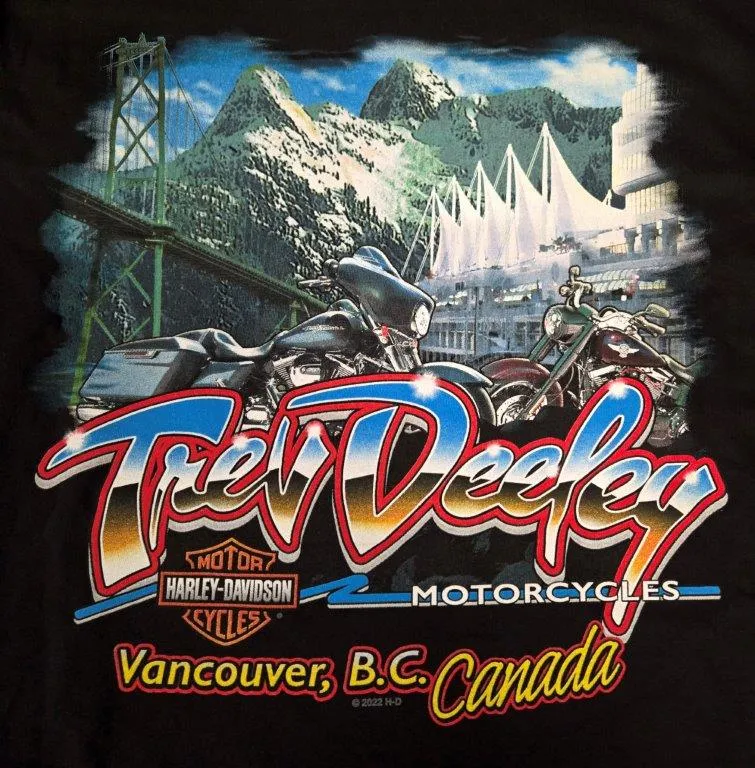 Trev Deeley
MOTOR
HARLEY-DAVIDSON
CYCLES
®
MOTORCYCLES
Vancouver, B.C. Canada
© 2022 H-D